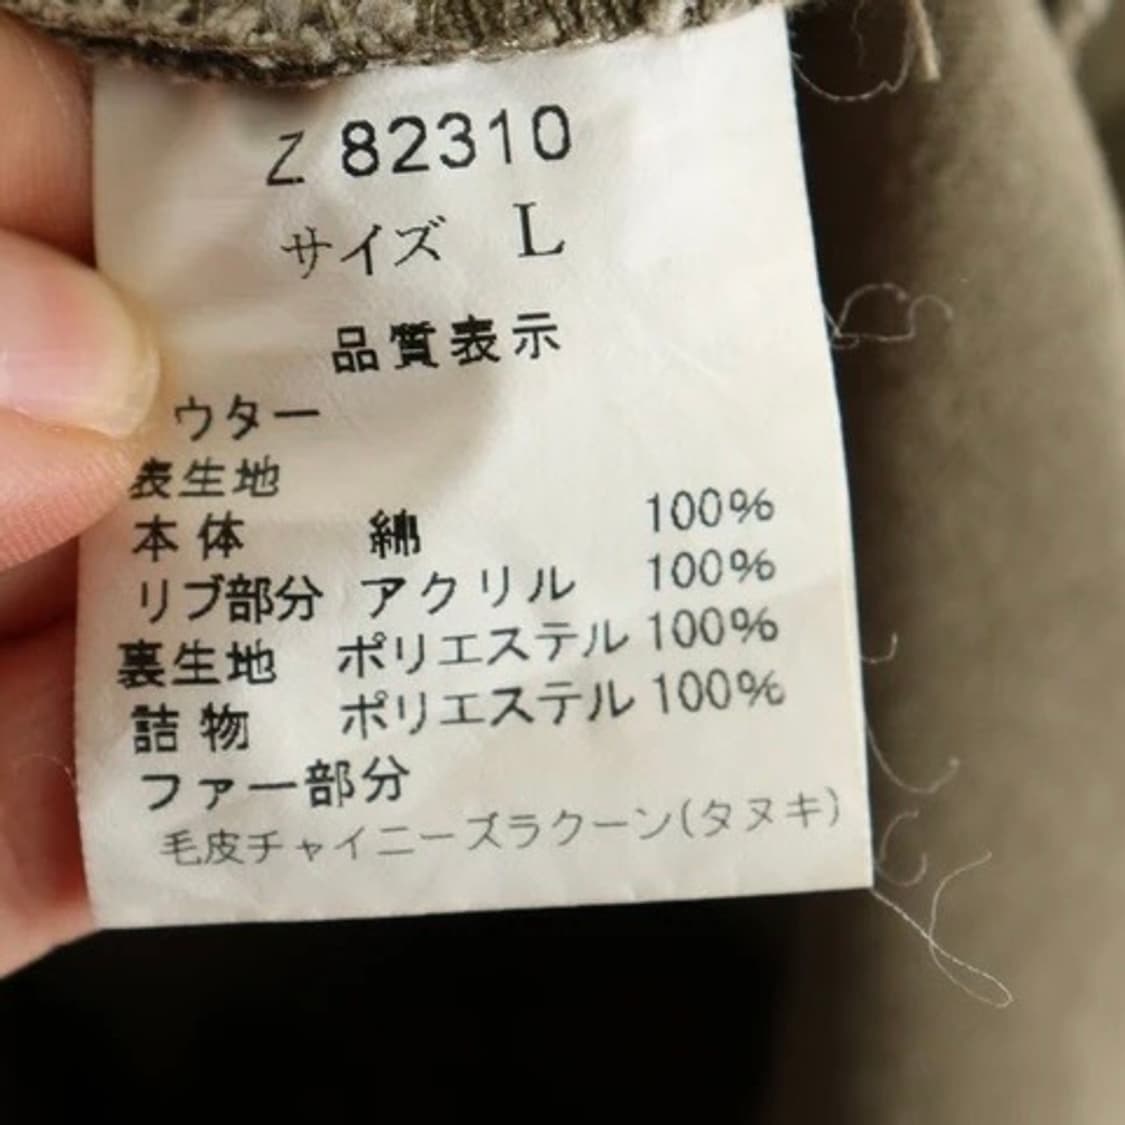 Z 82310
サイズ L
品質表示
ウター
表生地
本体 綿 100%
リブ部分 アクリル 100%
裏生地 ポリエステル 100%
詰物 ポリエステル 100%
ファー部分
毛皮チャイニーズラクーン(タヌキ)